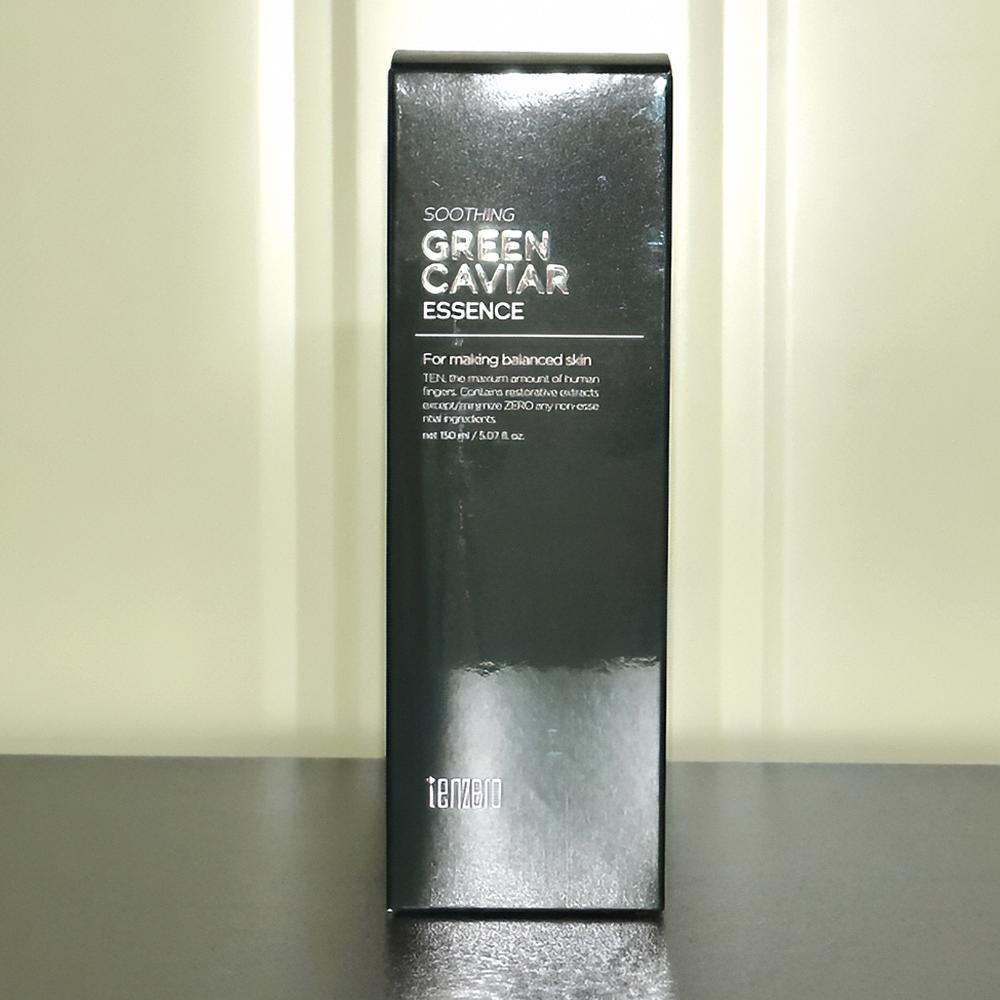 SOOTHING
GREEN
CAVIAR
ESSENCE
For making balanced skin
TEN, the maxium amount of human
fingers. Contains restorative extracts
except/minimize ZERO any non-esse
ntial ingredients.
net 150 ml / 5.07 fl. oz.
tenzero